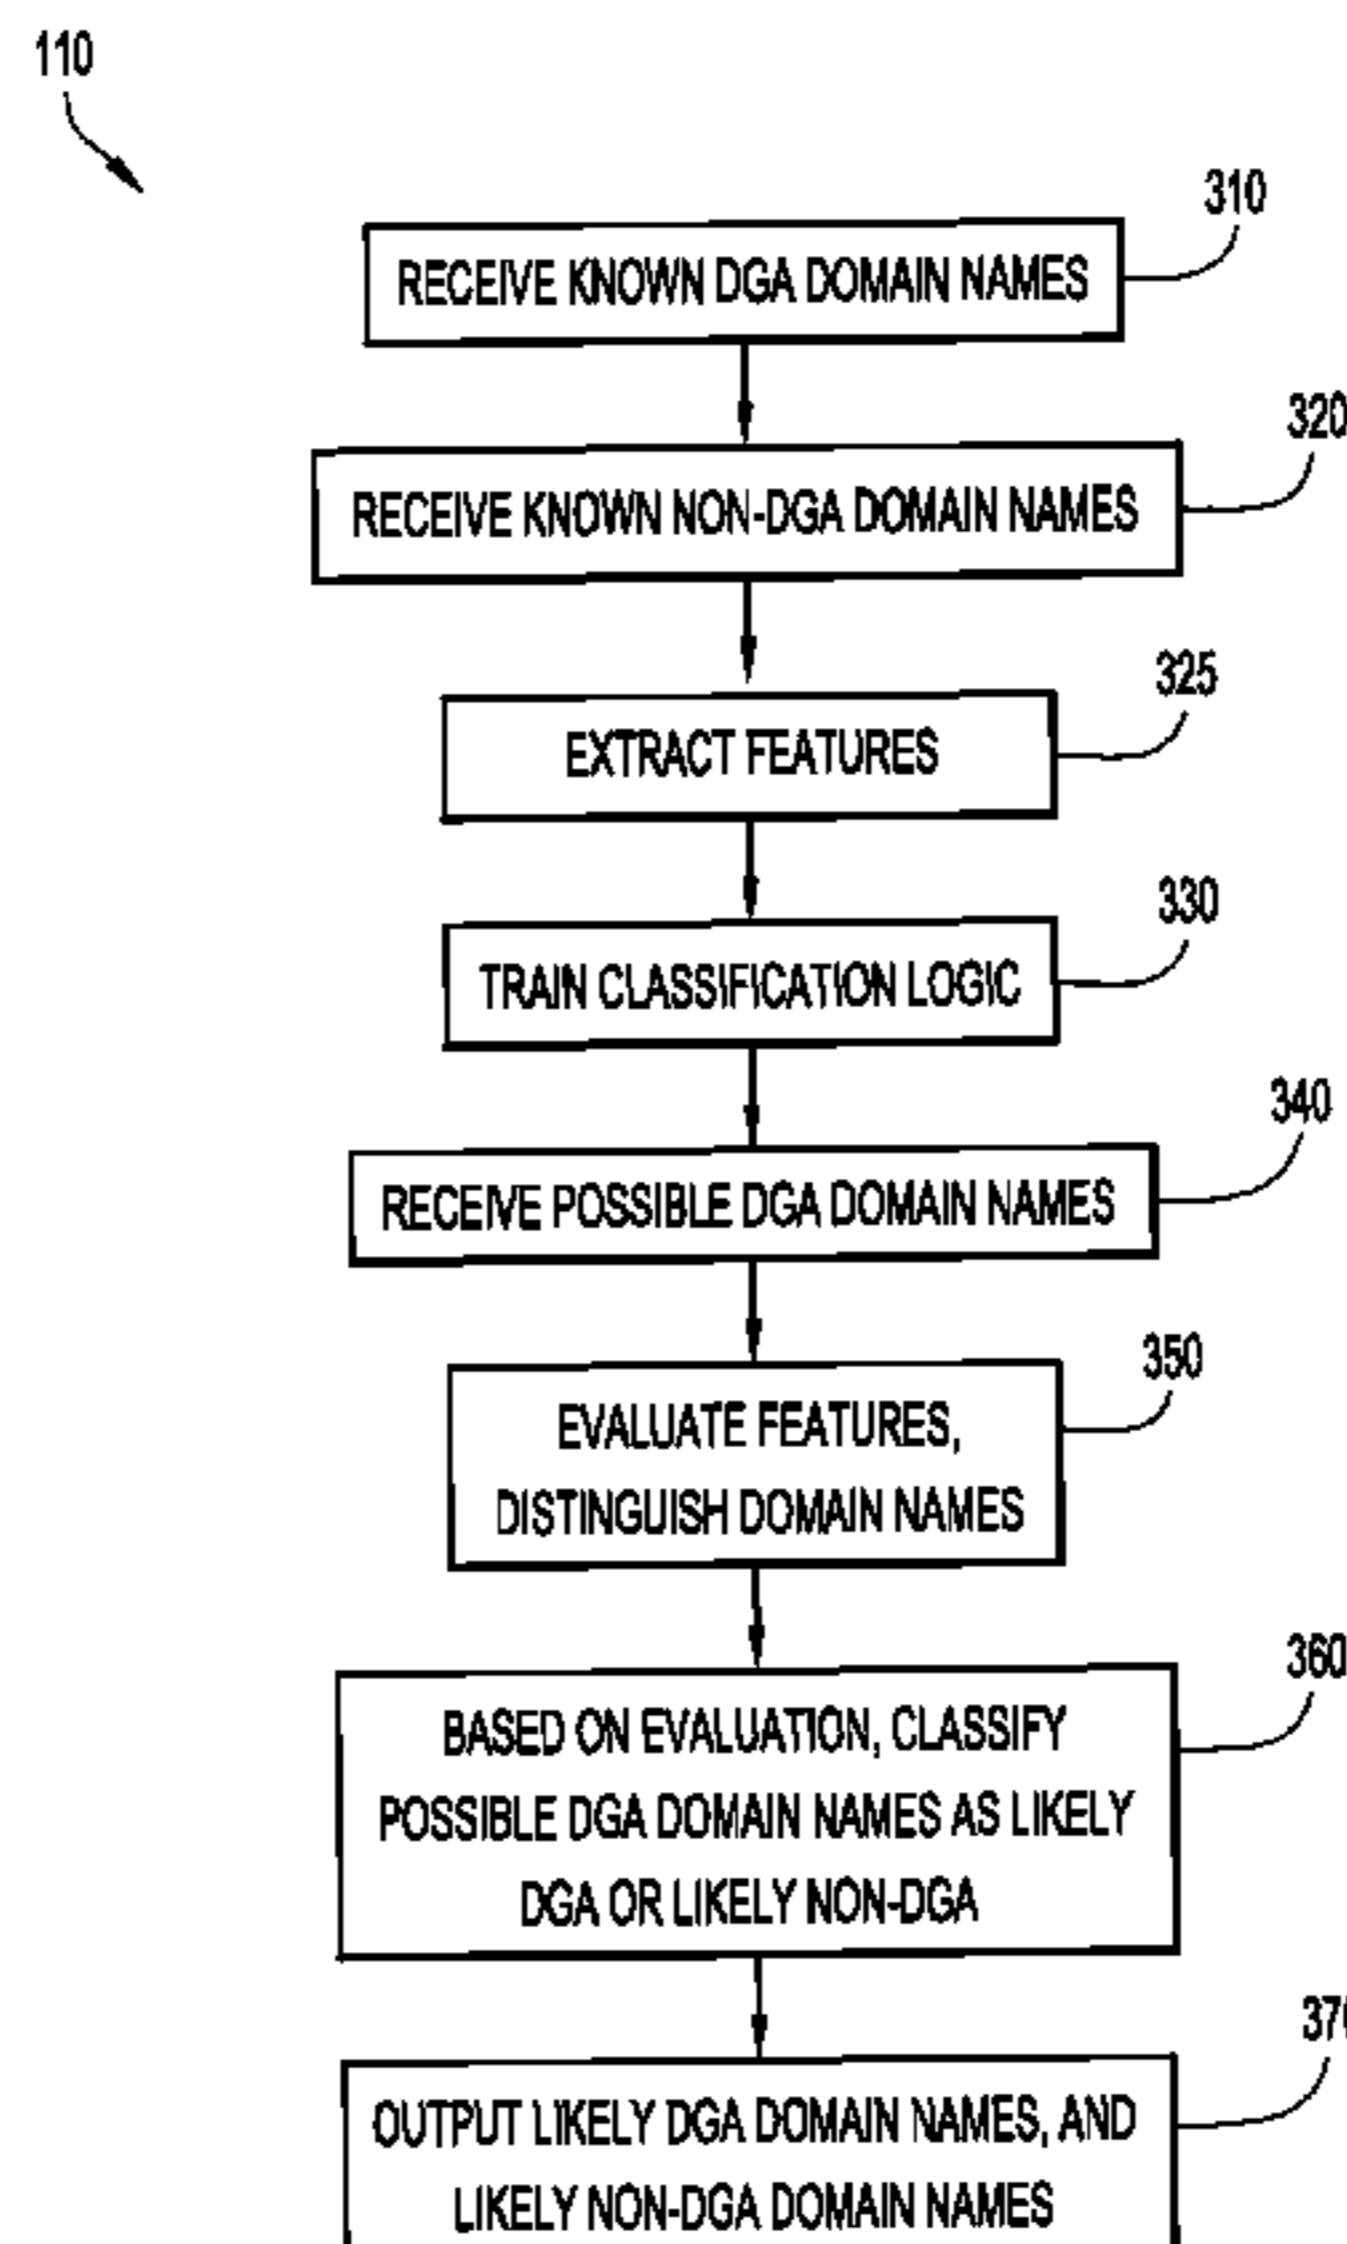 110
310
RECEIVE KNOWN DGA DOMAIN NAMES
320
RECEIVE KNOWN NON-DGA DOMAIN NAMES
325
EXTRACT FEATURES
330
TRAIN CLASSIFICATION LOGIC
340
RECEIVE POSSIBLE DGA DOMAIN NAMES
350
EVALUATE FEATURES,
DISTINGUISH DOMAIN NAMES
360
BASED ON EVALUATION, CLASSIFY
POSSIBLE DGA DOMAIN NAMES AS LIKELY
DGA OR LIKELY NON-DGA
370
OUTPUT LIKELY DGA DOMAIN NAMES, AND
LIKELY NON-DGA DOMAIN NAMES